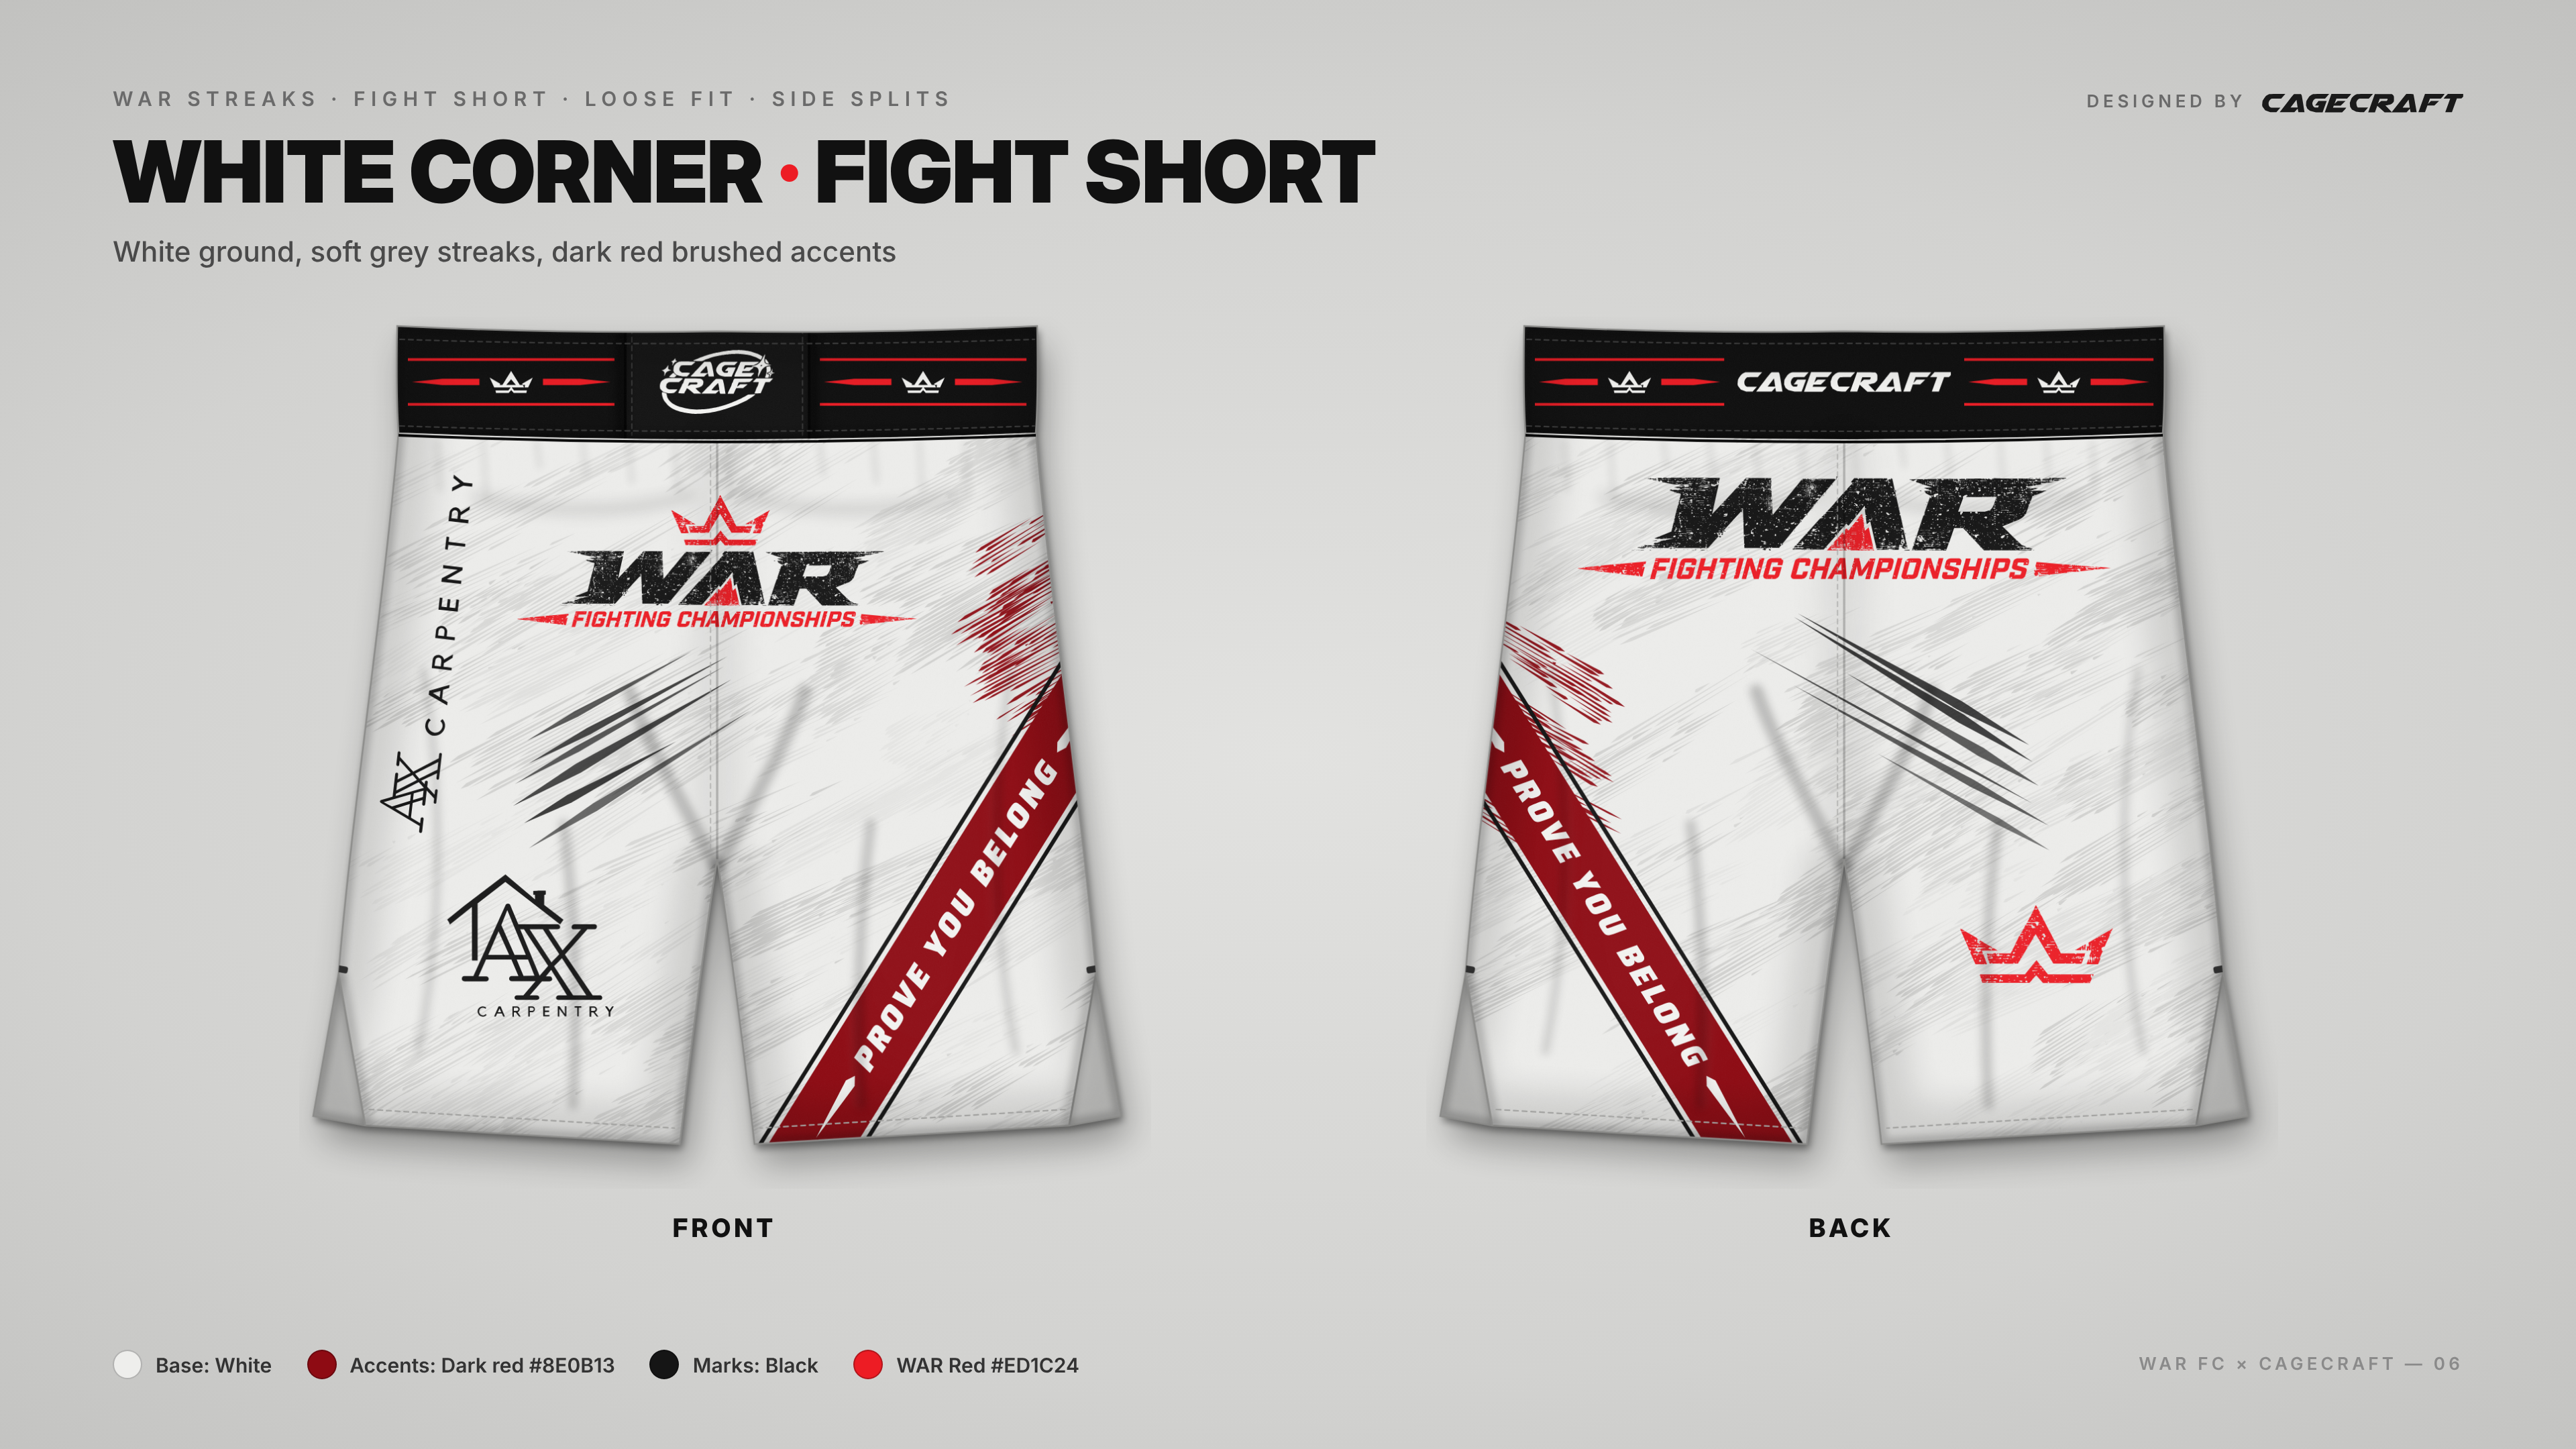 WAR STREAKS · FIGHT SHORT · LOOSE FIT · SIDE SPLITS
DESIGNED BY CAGECRAFT
WHITE CORNER · FIGHT SHORT
White ground, soft grey streaks, dark red brushed accents
CAGE
CRAFT
CAGECRAFT
AX CARPENTRY
WAR
FIGHTING CHAMPIONSHIPS
WAR
FIGHTING CHAMPIONSHIPS
PROVE YOU BELONG
PROVE YOU BELONG
AX
CARPENTRY
FRONT
BACK
Base: White
Accents: Dark red #8E0B13
Marks: Black
WAR Red #ED1C24
WAR FC × CAGECRAFT — 06